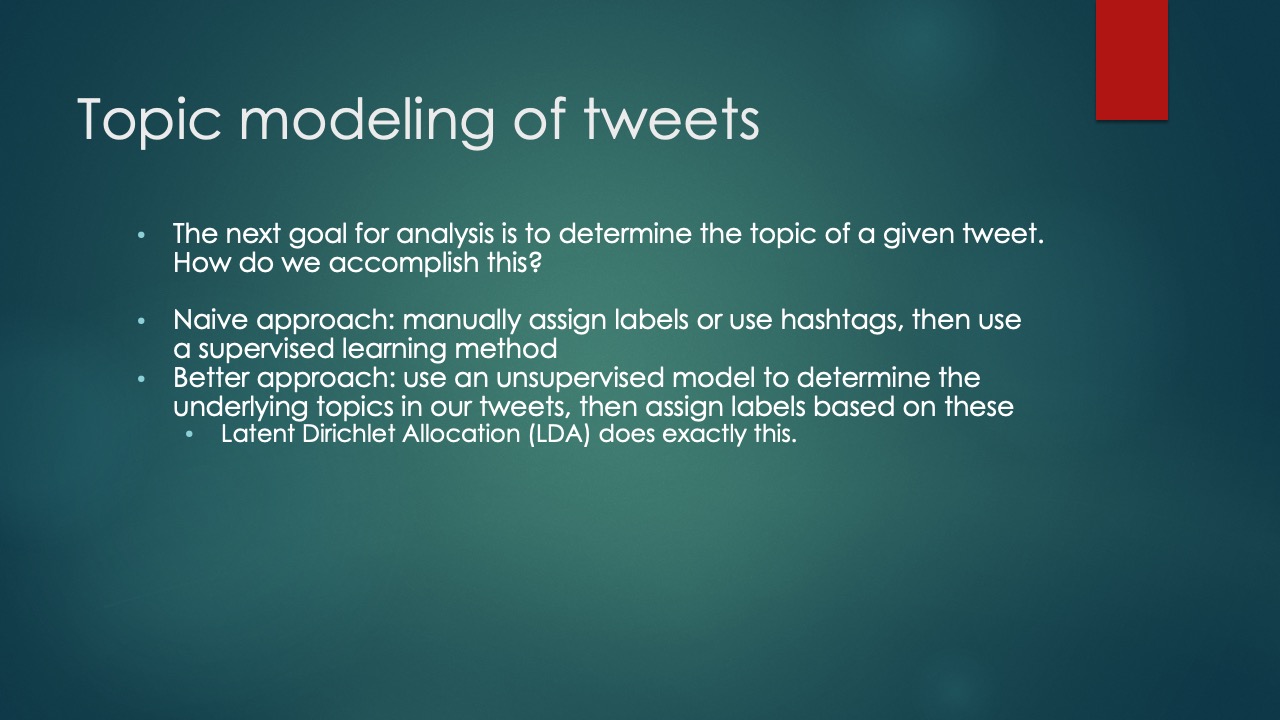 Topic modeling of tweets
• The next goal for analysis is to determine the topic of a given tweet.
How do we accomplish this?
• Naive approach: manually assign labels or use hashtags, then use
a supervised learning method
• Better approach: use an unsupervised model to determine the
underlying topics in our tweets, then assign labels based on these
• Latent Dirichlet Allocation (LDA) does exactly this.